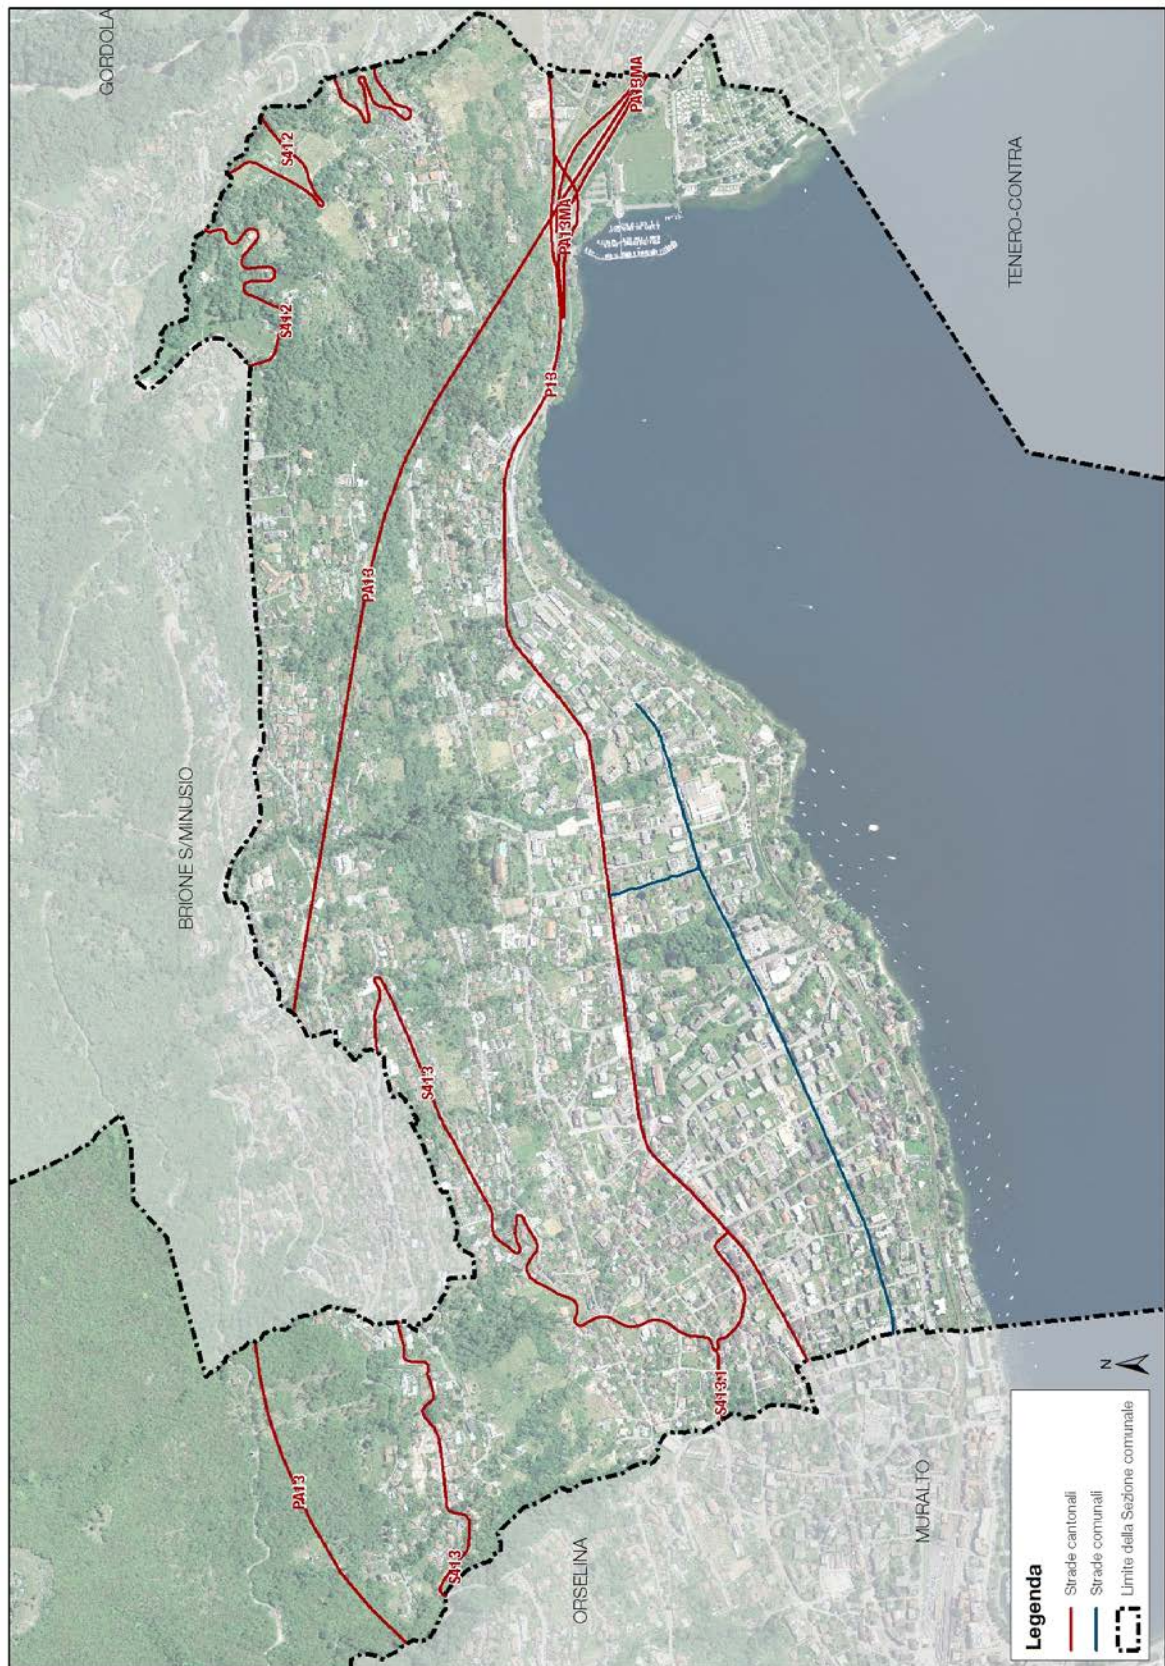 GORDOLA
S412
S412
PA13MA
PA13MA
P13
PA13
BRIONE S/MINUSIO
TENERO-CONTRA
S413
PA13
S413
S413.1
ORSELINA
MURALTO
N
Legenda
Strade cantonali
Strade comunali
Limite della Sezione comunale